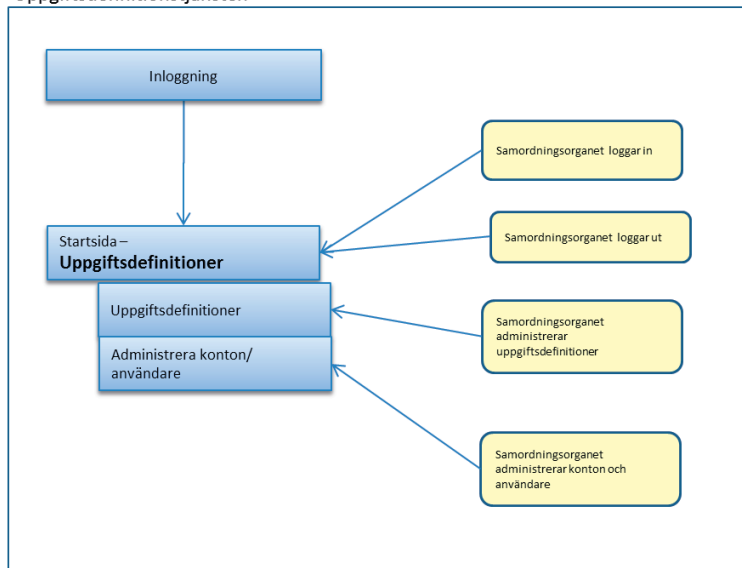 Uppgiftsdefinitionstjänsten
Inloggning
Samordningsorganet loggar in
Startsida –
Uppgiftsdefinitioner
Samordningsorganet loggar ut
Uppgiftsdefinitioner
Samordningsorganet
administrerar
uppgiftsdefinitioner
Administrera konton/
användare
Samordningsorganet
administrerar konton och
användare